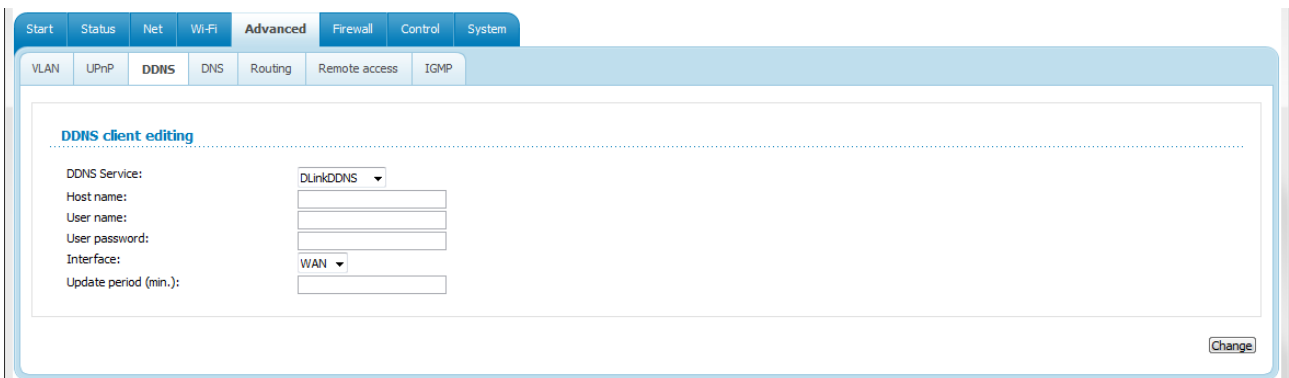 Start Status Net Wi-Fi Advanced Firewall Control System
VLAN UPnP DDNS DNS Routing Remote access IGMP
DDNS client editing
DDNS Service: DLinkDDNS
Host name:
User name:
User password:
Interface: WAN
Update period (min.):
Change